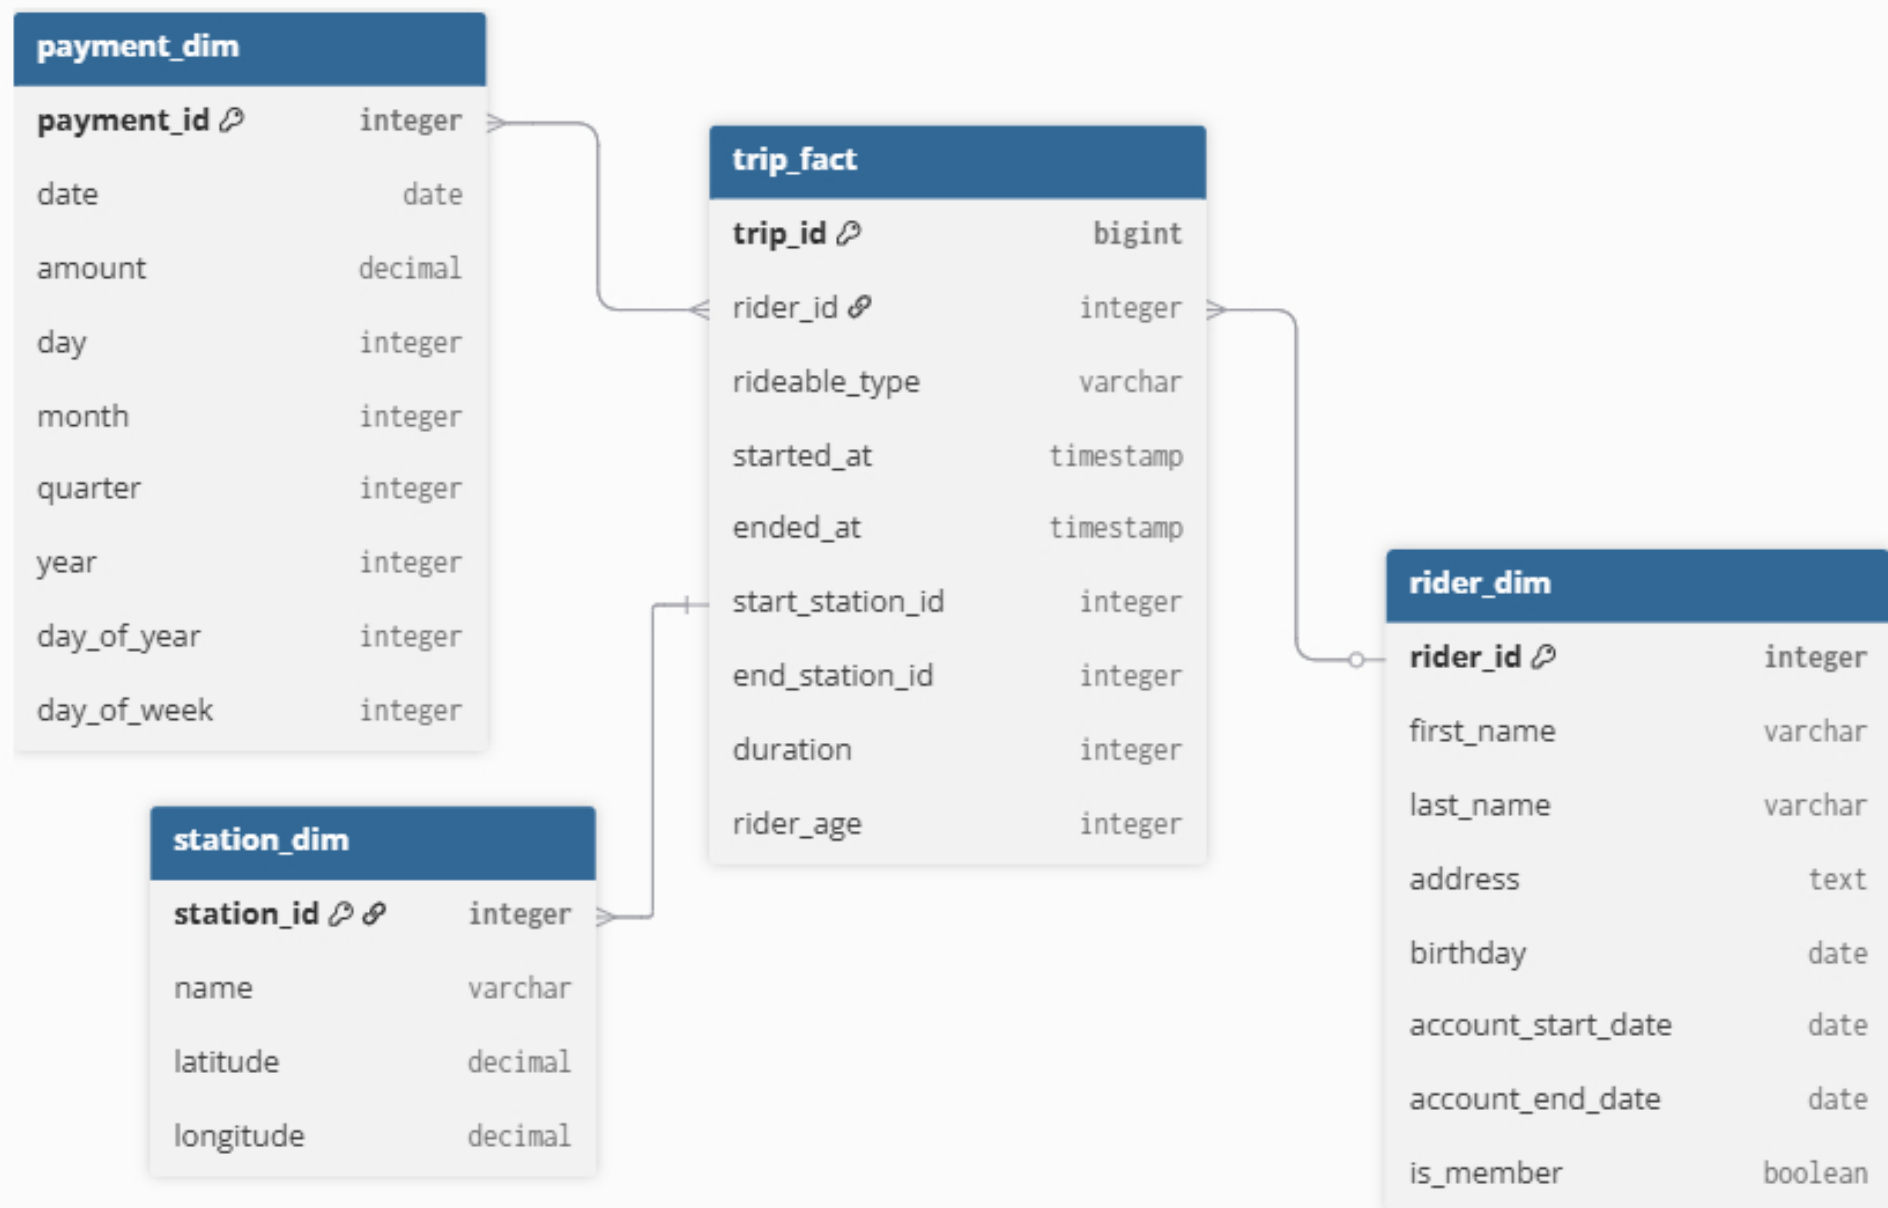 payment_dim
payment_id integer
date date
amount decimal
day integer
month integer
quarter integer
year integer
day_of_year integer
day_of_week integer
trip_fact
trip_id bigint
rider_id integer
rideable_type varchar
started_at timestamp
ended_at timestamp
start_station_id integer
end_station_id integer
duration integer
rider_age integer
station_dim
station_id integer
name varchar
latitude decimal
longitude decimal
rider_dim
rider_id integer
first_name varchar
last_name varchar
address text
birthday date
account_start_date date
account_end_date date
is_member boolean